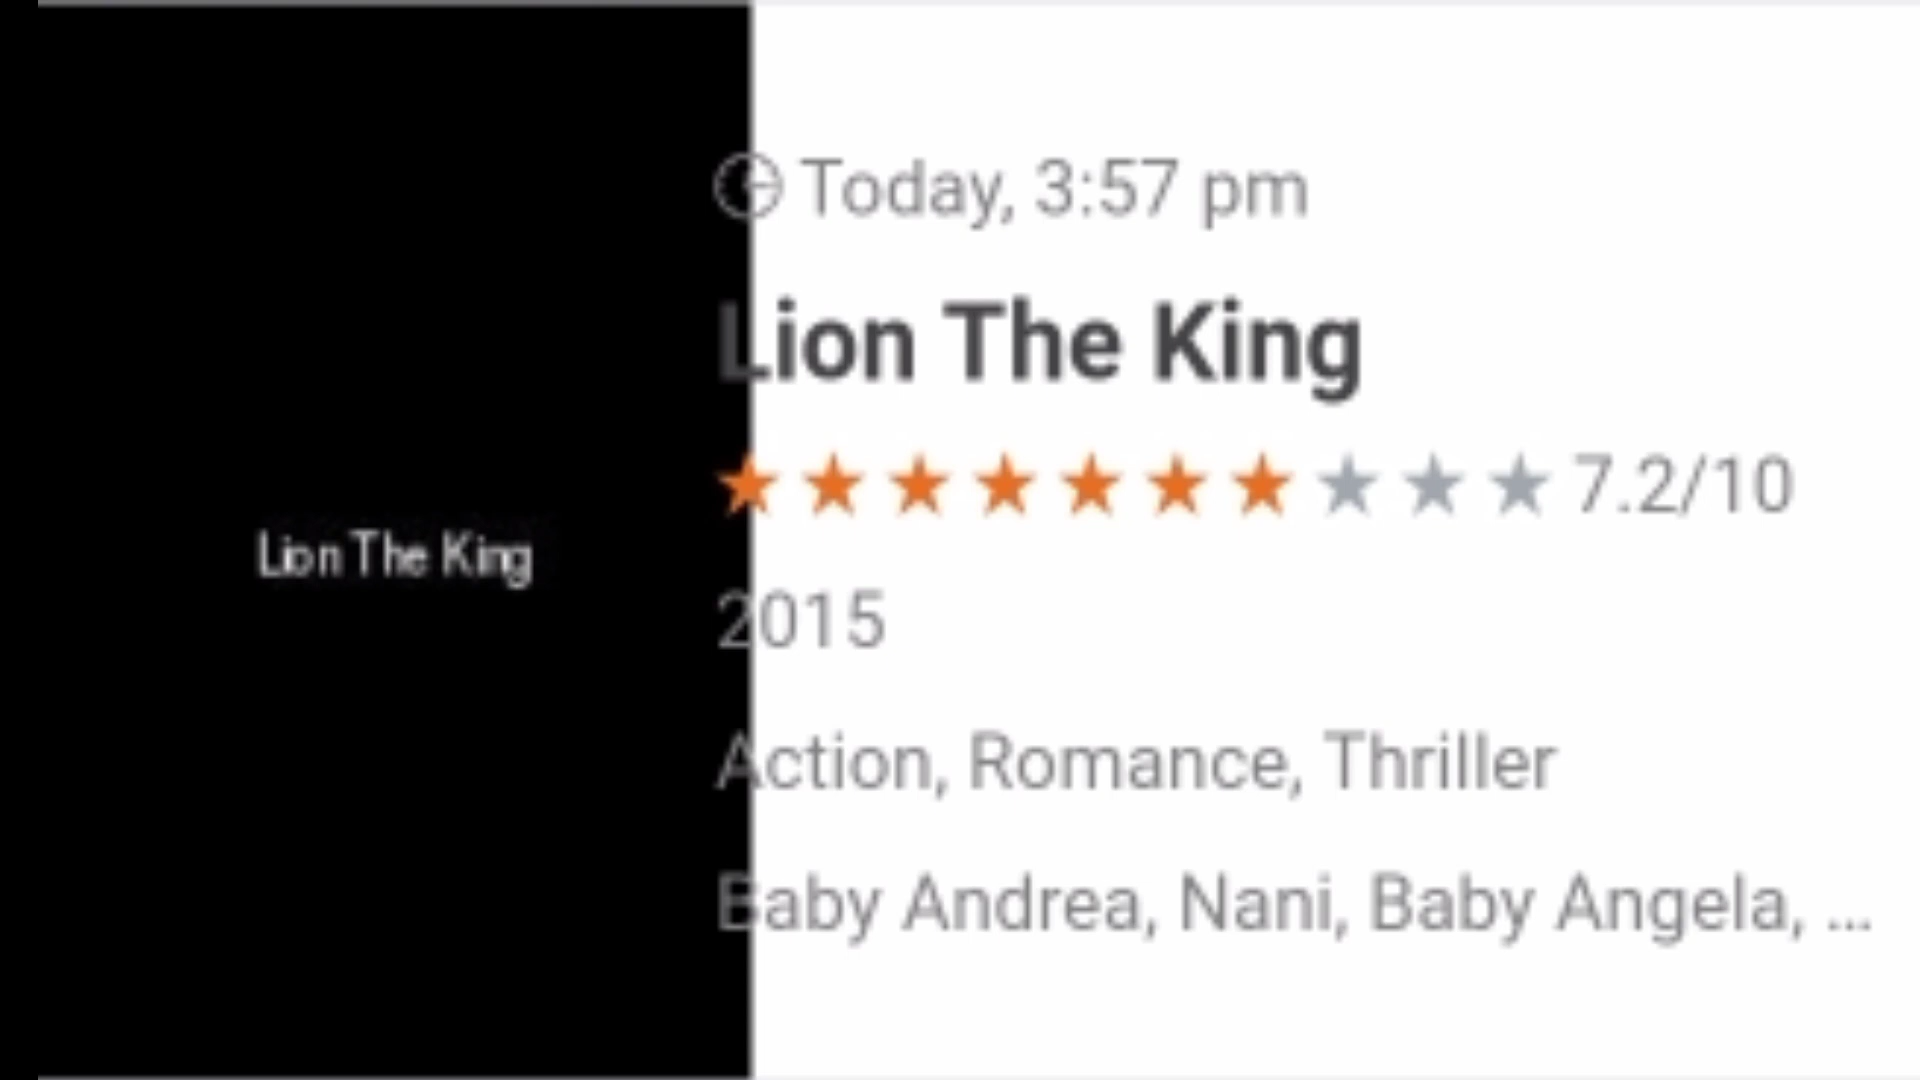 Lion The King
Today, 3:57 pm
Lion The King
7.2/10
2015
Action, Romance, Thriller
Baby Andrea, Nani, Baby Angela, ...